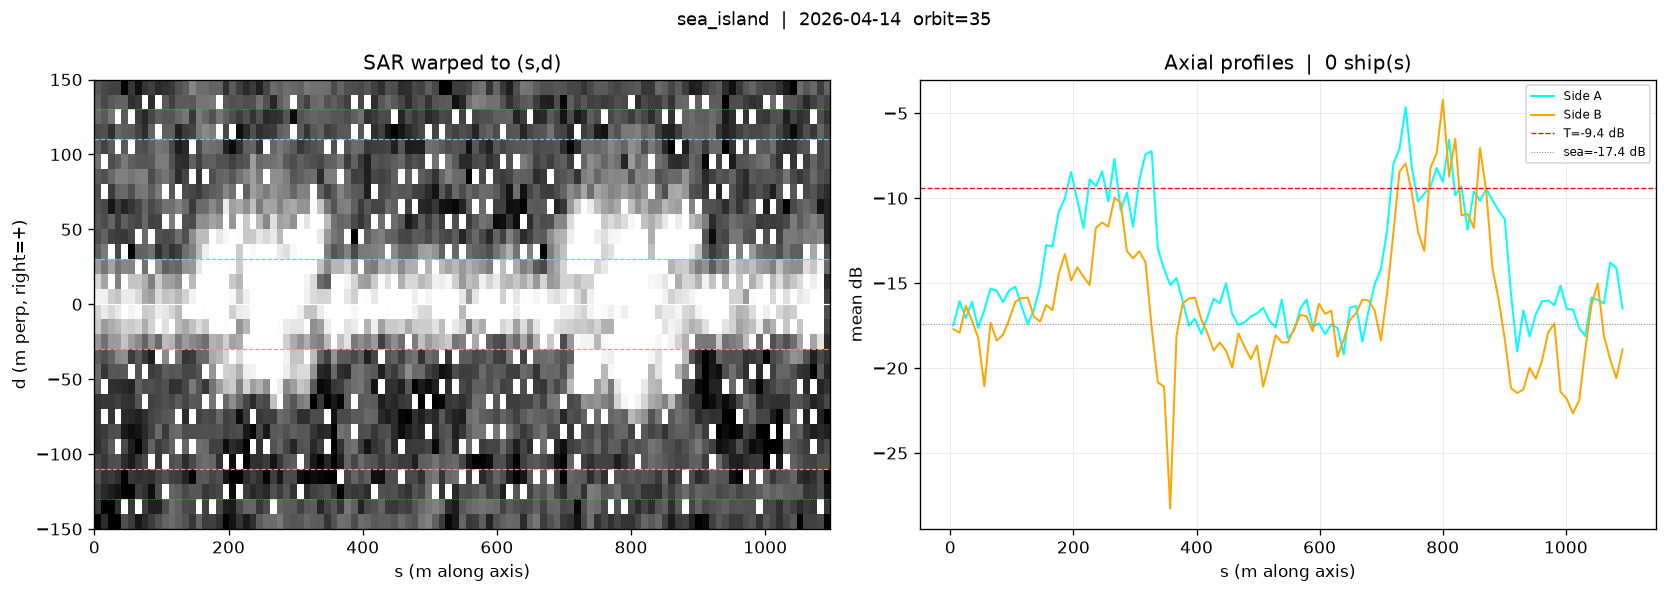 sea_island | 2026-04-14 orbit=35
SAR warped to (s,d)
150
100
50
0
−50
−100
−150
d (m perp, right=+)
0
200
400
600
800
1000
s (m along axis)
Axial profiles | 0 ship(s)
−5
−10
−15
−20
−25
mean dB
0
200
400
600
800
1000
s (m along axis)
Side A
Side B
T=-9.4 dB
sea=-17.4 dB